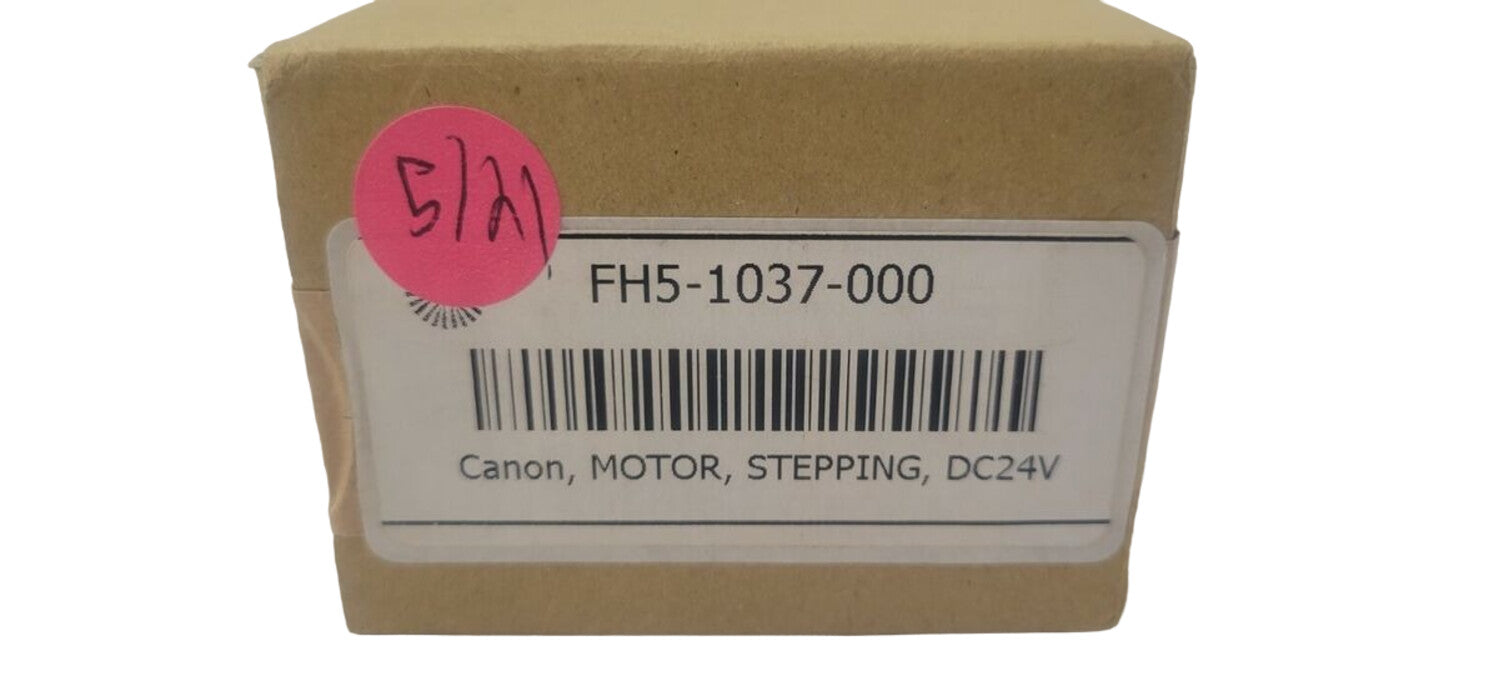 5/21
FH5-1037-000
Canon, MOTOR, STEPPING, DC24V